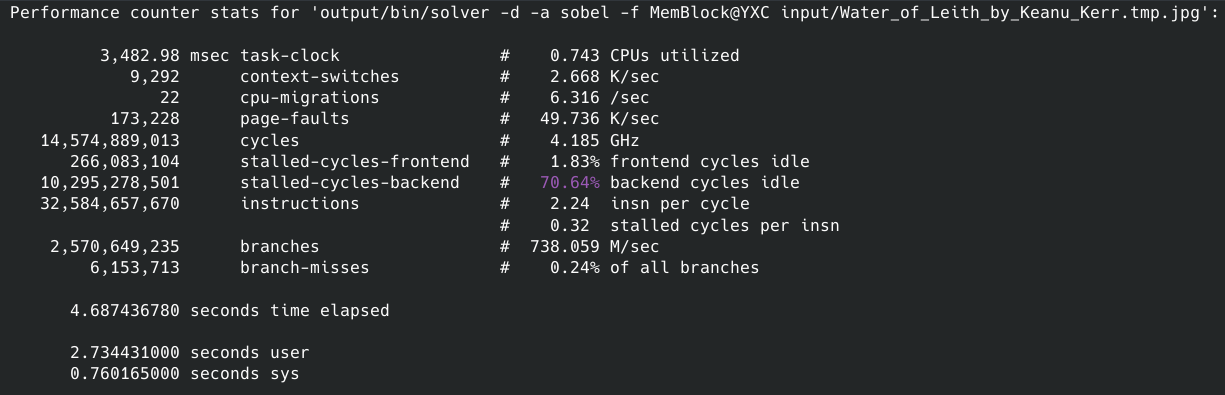 Performance counter stats for 'output/bin/solver -d -a sobel -f MemBlock@YXC input/Water_of_Leith_by_Keanu_Kerr.tmp.jpg':
3,482.98 msec task-clock # 0.743 CPUs utilized
9,292 context-switches # 2.668 K/sec
22 cpu-migrations # 6.316 /sec
173,228 page-faults # 49.736 K/sec
14,574,889,013 cycles # 4.185 GHz
266,083,104 stalled-cycles-frontend # 1.83% frontend cycles idle
10,295,278,501 stalled-cycles-backend # 70.64% backend cycles idle
32,584,657,670 instructions # 2.24 insn per cycle
# 0.32 stalled cycles per insn
2,570,649,235 branches # 738.059 M/sec
6,153,713 branch-misses # 0.24% of all branches
4.687436780 seconds time elapsed
2.734431000 seconds user
0.760165000 seconds sys